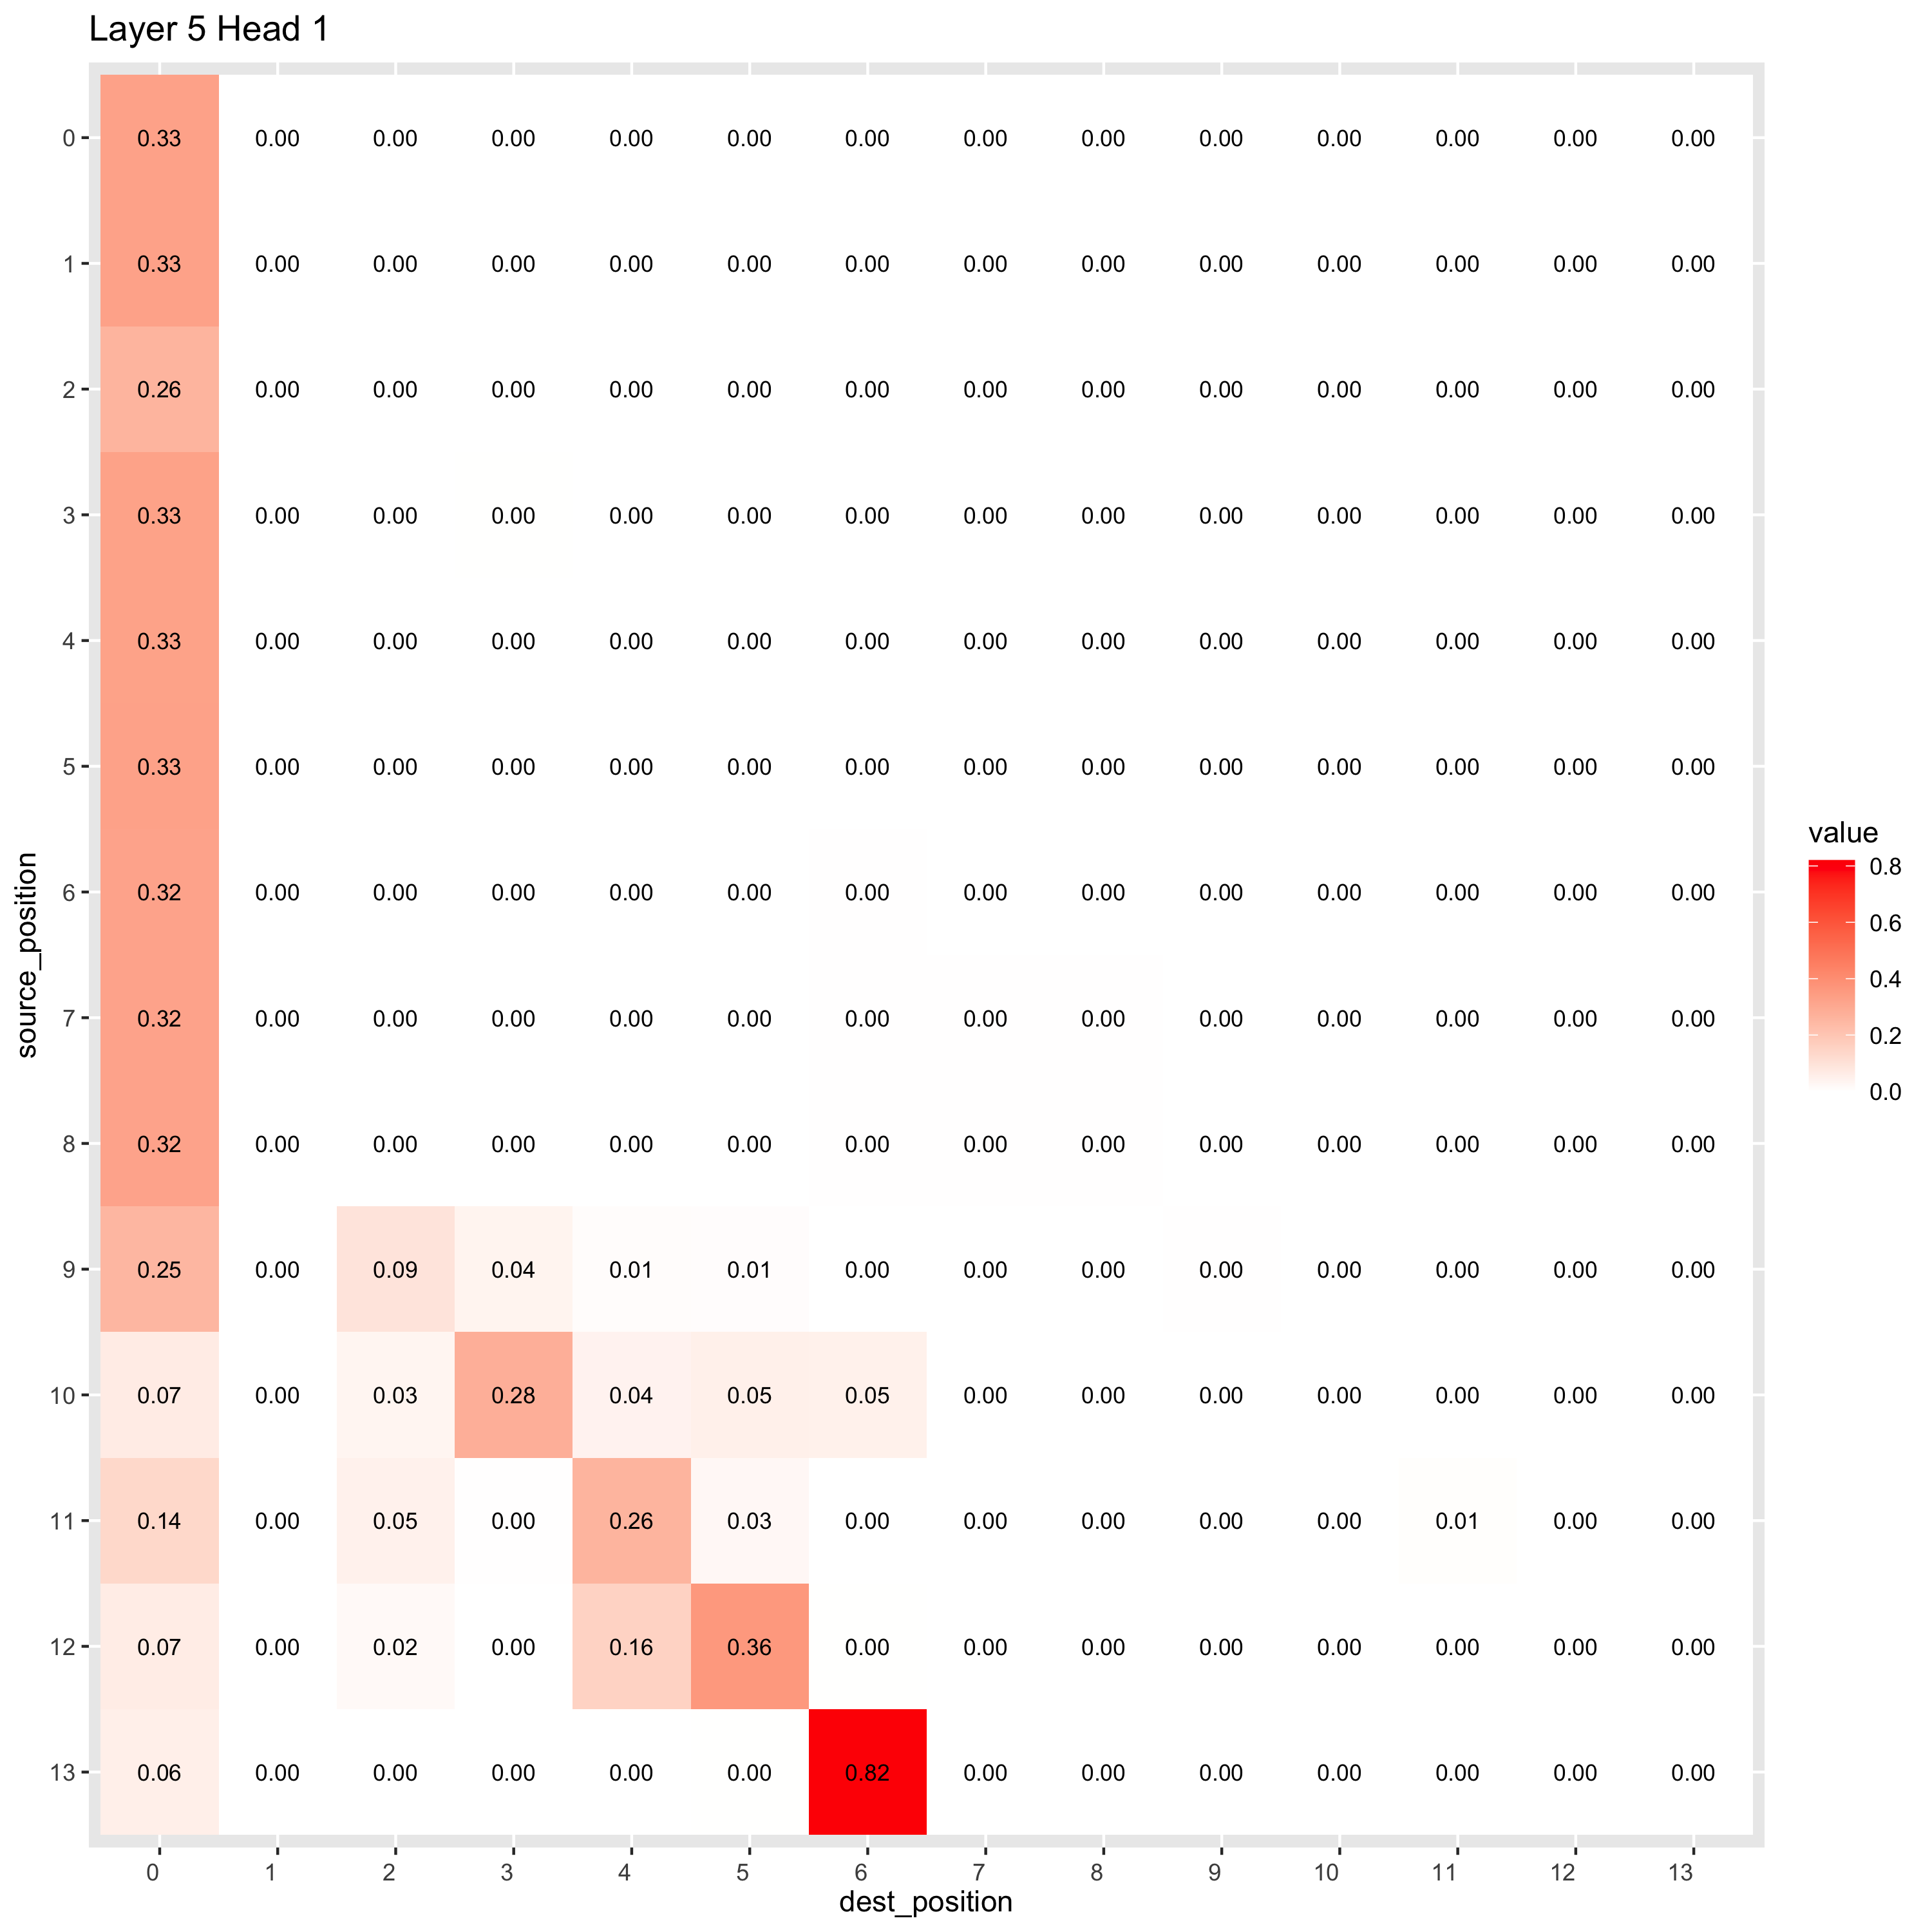 Layer 5 Head 1
0 0.33 0.00 0.00 0.00 0.00 0.00 0.00 0.00 0.00 0.00 0.00 0.00 0.00 0.00
1 0.33 0.00 0.00 0.00 0.00 0.00 0.00 0.00 0.00 0.00 0.00 0.00 0.00 0.00
2 0.26 0.00 0.00 0.00 0.00 0.00 0.00 0.00 0.00 0.00 0.00 0.00 0.00 0.00
3 0.33 0.00 0.00 0.00 0.00 0.00 0.00 0.00 0.00 0.00 0.00 0.00 0.00 0.00
4 0.33 0.00 0.00 0.00 0.00 0.00 0.00 0.00 0.00 0.00 0.00 0.00 0.00 0.00
5 0.33 0.00 0.00 0.00 0.00 0.00 0.00 0.00 0.00 0.00 0.00 0.00 0.00 0.00
6 0.32 0.00 0.00 0.00 0.00 0.00 0.00 0.00 0.00 0.00 0.00 0.00 0.00 0.00
7 0.32 0.00 0.00 0.00 0.00 0.00 0.00 0.00 0.00 0.00 0.00 0.00 0.00 0.00
8 0.32 0.00 0.00 0.00 0.00 0.00 0.00 0.00 0.00 0.00 0.00 0.00 0.00 0.00
9 0.25 0.00 0.09 0.04 0.01 0.01 0.00 0.00 0.00 0.00 0.00 0.00 0.00 0.00
10 0.07 0.00 0.03 0.28 0.04 0.05 0.05 0.00 0.00 0.00 0.00 0.00 0.00 0.00
11 0.14 0.00 0.05 0.00 0.26 0.03 0.00 0.00 0.00 0.00 0.00 0.01 0.00 0.00
12 0.07 0.00 0.02 0.00 0.16 0.36 0.00 0.00 0.00 0.00 0.00 0.00 0.00 0.00
13 0.06 0.00 0.00 0.00 0.00 0.00 0.82 0.00 0.00 0.00 0.00 0.00 0.00 0.00
0 1 2 3 4 5 6 7 8 9 10 11 12 13
dest_position
source_position
value
0.8
0.6
0.4
0.2
0.0